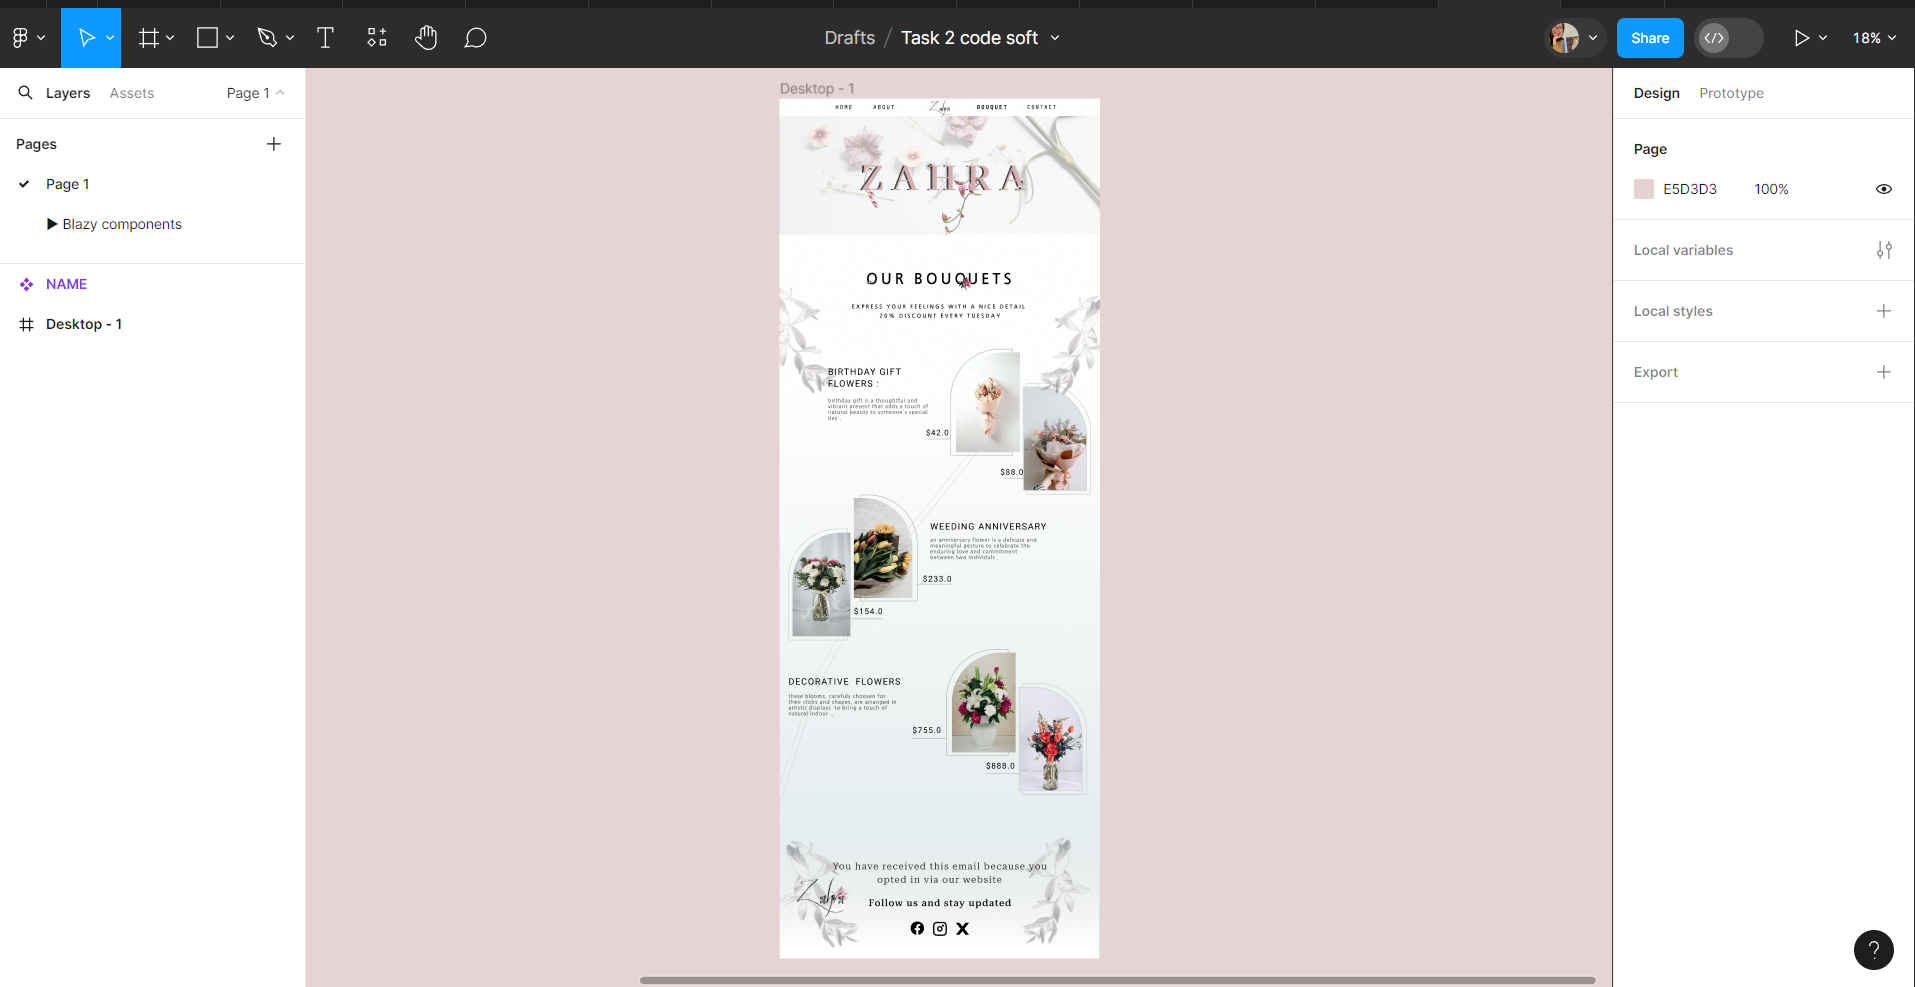 Drafts / Task 2 code soft
Share
18%
Layers
Assets
Page 1
Pages
Page 1
Blazy components
NAME
Desktop - 1
Desktop - 1
HOME
ABOUT
Zahra
BOUQUET
CONTACT
ZAHRA
OUR BOUQUETS
EXPRESS YOUR FEELINGS WITH A NICE DETAIL
20% DISCOUNT EVERY TUESDAY
BIRTHDAY GIFT
FLOWERS :
birthday gift is a thoughtful and
vibrant present that adds a touch of
natural beauty to someone's special
day .
$42.0
$88.0
WEEDING ANNIVERSARY
an anniversary flower is a delicate and
meaningful gesture to celebrate the
enduring love and commitment
between two individuls .
$233.0
$154.0
DECORATIVE FLOWERS
these blooms, carefuly choosen for
their clolrs and shapes, are arranged in
artistic displays to bring a touch of
natural indoor ..
$755.0
$888.0
You have received this email because you
opted in via our website
Zahra
Follow us and stay updated
Design
Prototype
Page
E5D3D3
100%
Local variables
Local styles
Export
?